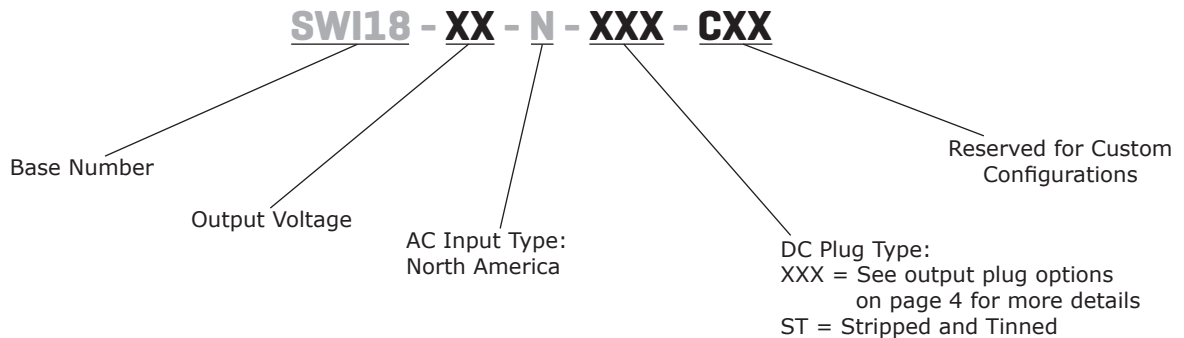 SWI18 - XX - N - XXX - CXX
Base Number
Output Voltage
AC Input Type:
North America
DC Plug Type:
XXX = See output plug options
on page 4 for more details
ST = Stripped and Tinned
Reserved for Custom
Configurations